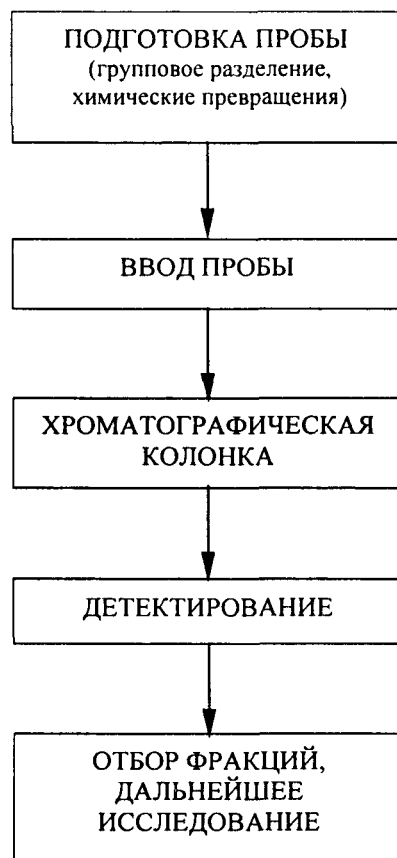 ПОДГОТОВКА ПРОБЫ
(групповое разделение,
химические превращения)
ВВОД ПРОБЫ
ХРОМАТОГРАФИЧЕСКАЯ
КОЛОНКА
ДЕТЕКТИРОВАНИЕ
ОТБОР ФРАКЦИЙ,
ДАЛЬНЕЙШЕЕ
ИССЛЕДОВАНИЕ